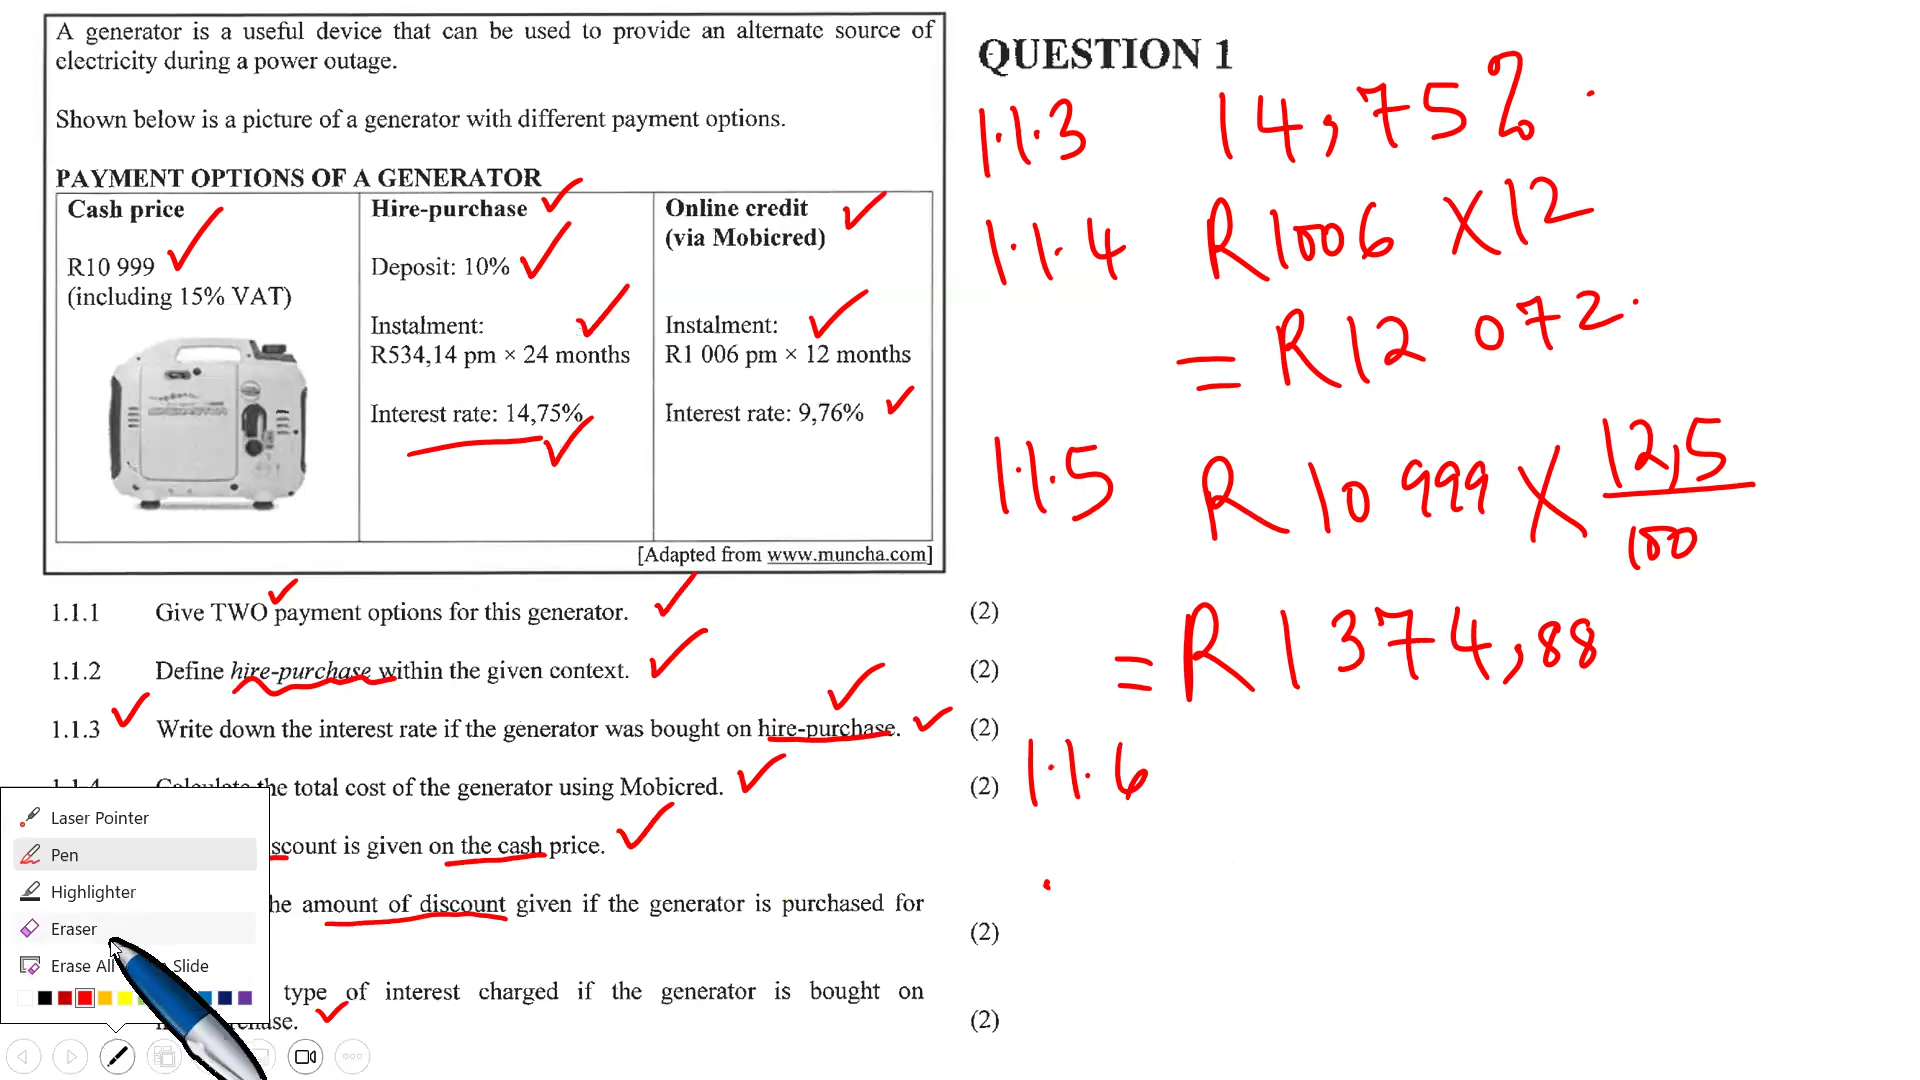 A generator is a useful device that can be used to provide an alternate source of
electricity during a power outage.
Shown below is a picture of a generator with different payment options.
PAYMENT OPTIONS OF A GENERATOR
Cash price
R10 999
(including 15% VAT)
Hire-purchase
Deposit: 10%
Instalment:
R534,14 pm × 24 months
Interest rate: 14,75%
Online credit
(via Mobicred)
Instalment:
R1 006 pm × 12 months
Interest rate: 9,76%
[Adapted from www.muncha.com]
1.1.1 Give TWO payment options for this generator. (2)
1.1.2 Define hire-purchase within the given context. (2)
1.1.3 Write down the interest rate if the generator was bought on hire-purchase. (2)
the total cost of the generator using Mobicred. (2)
is given on the cash price.
amount of discount given if the generator is purchased for
(2)
type of interest charged if the generator is bought on
(2)
Laser Pointer
Pen
Highlighter
Eraser
Erase All Slide
QUESTION 1
1.1.3 14,75%
1.1.4 R1006 X12
= R12 072
1.1.5 R10 999 X 12,5
100
= R1 374,88
1.1.6